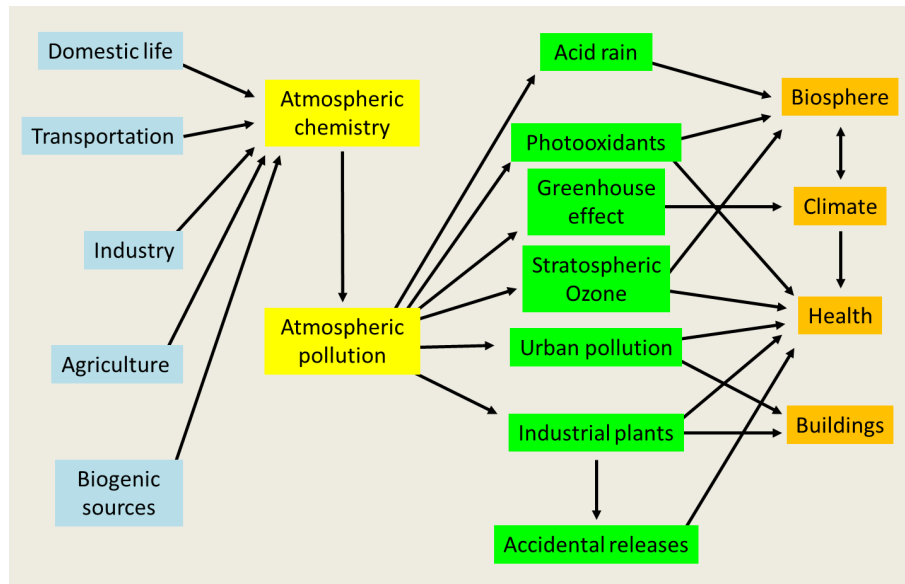 Domestic life
Transportation
Industry
Agriculture
Biogenic
sources
Atmospheric
chemistry
Atmospheric
pollution
Acid rain
Photooxidants
Greenhouse
effect
Stratospheric
Ozone
Urban pollution
Industrial plants
Accidental releases
Biosphere
Climate
Health
Buildings